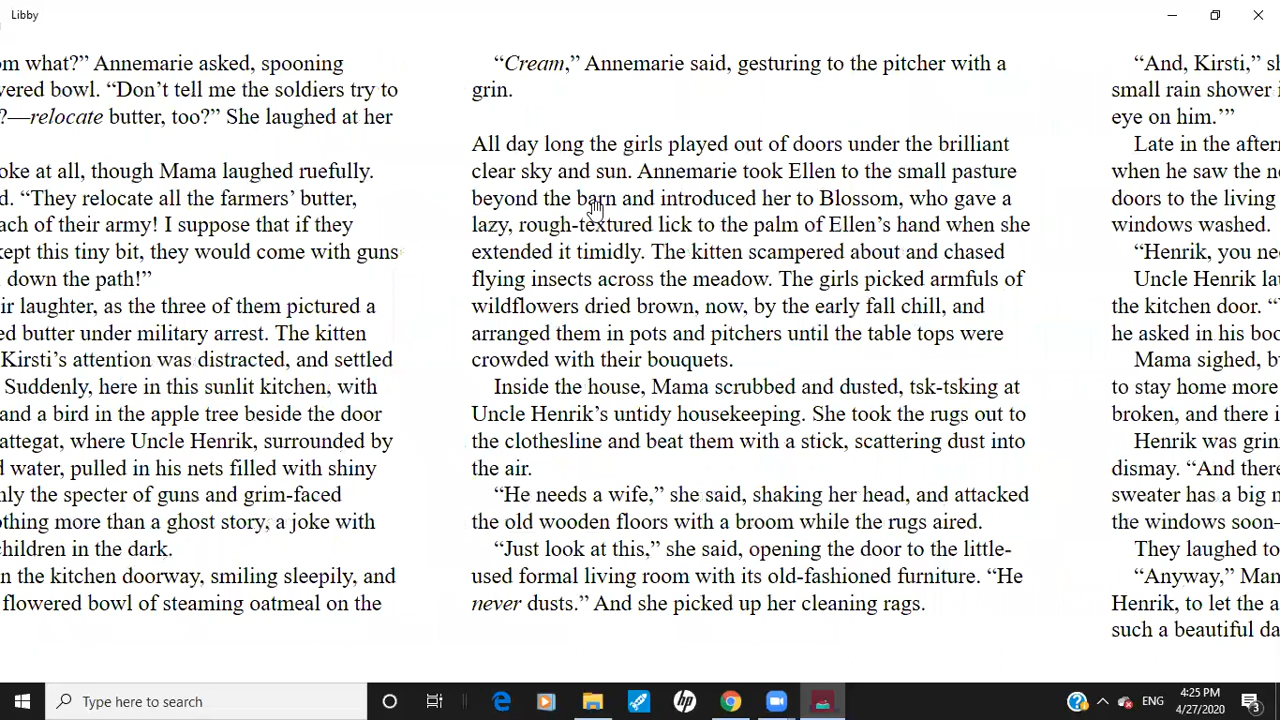 Libby
om what?” Annemarie asked, spooning
vered bowl. “Don’t tell me the soldiers try to
?—relocate butter, too?” She laughed at her
oke at all, though Mama laughed ruefully.
d. “They relocate all the farmers’ butter,
ach of their army! I suppose that if they
kept this tiny bit, they would come with guns
down the path!”
ir laughter, as the three of them pictured a
ed butter under military arrest. The kitten
Kirsti’s attention was distracted, and settled
Suddenly, here in this sunlit kitchen, with
and a bird in the apple tree beside the door
attegat, where Uncle Henrik, surrounded by
d water, pulled in his nets filled with shiny
nly the specter of guns and grim-faced
othing more than a ghost story, a joke with
children in the dark.
n the kitchen doorway, smiling sleepily, and
flowered bowl of steaming oatmeal on the
“Cream,” Annemarie said, gesturing to the pitcher with a
grin.
All day long the girls played out of doors under the brilliant
clear sky and sun. Annemarie took Ellen to the small pasture
beyond the barn and introduced her to Blossom, who gave a
lazy, rough-textured lick to the palm of Ellen’s hand when she
extended it timidly. The kitten scampered about and chased
flying insects across the meadow. The girls picked armfuls of
wildflowers dried brown, now, by the early fall chill, and
arranged them in pots and pitchers until the table tops were
crowded with their bouquets.
Inside the house, Mama scrubbed and dusted, tsk-tsking at
Uncle Henrik’s untidy housekeeping. She took the rugs out to
the clothesline and beat them with a stick, scattering dust into
the air.
“He needs a wife,” she said, shaking her head, and attacked
the old wooden floors with a broom while the rugs aired.
“Just look at this,” she said, opening the door to the little-
used formal living room with its old-fashioned furniture. “He
never dusts.” And she picked up her cleaning rags.
“And, Kirsti,” s
small rain shower i
eye on him.’”
Late in the after
when he saw the n
doors to the living
windows washed.
“Henrik, you ne
Uncle Henrik la
the kitchen door. “
he asked in his boo
Mama sighed, b
to stay home more
broken, and there i
Henrik was grin
dismay. “And there
sweater has a big
the windows soon–
They laughed to
“Anyway,” Mam
Henrik, to let the a
such a beautiful da
Type here to search
hp
ENG
4:25 PM
4/27/2020
3